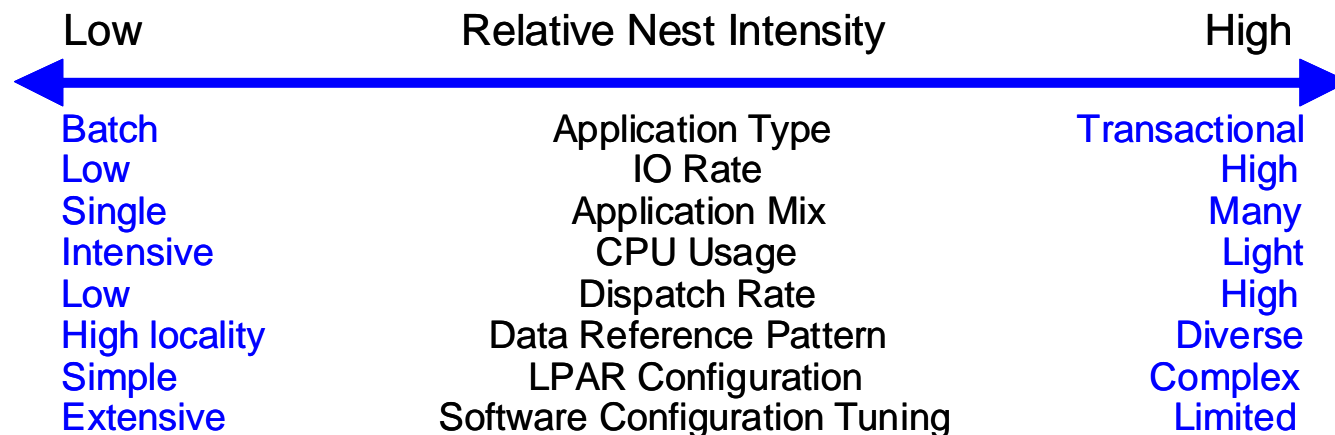 Low Relative Nest Intensity High
Batch Application Type Transactional
Low IO Rate High
Single Application Mix Many
Intensive CPU Usage Light
Low Dispatch Rate High
High locality Data Reference Pattern Diverse
Simple LPAR Configuration Complex
Extensive Software Configuration Tuning Limited